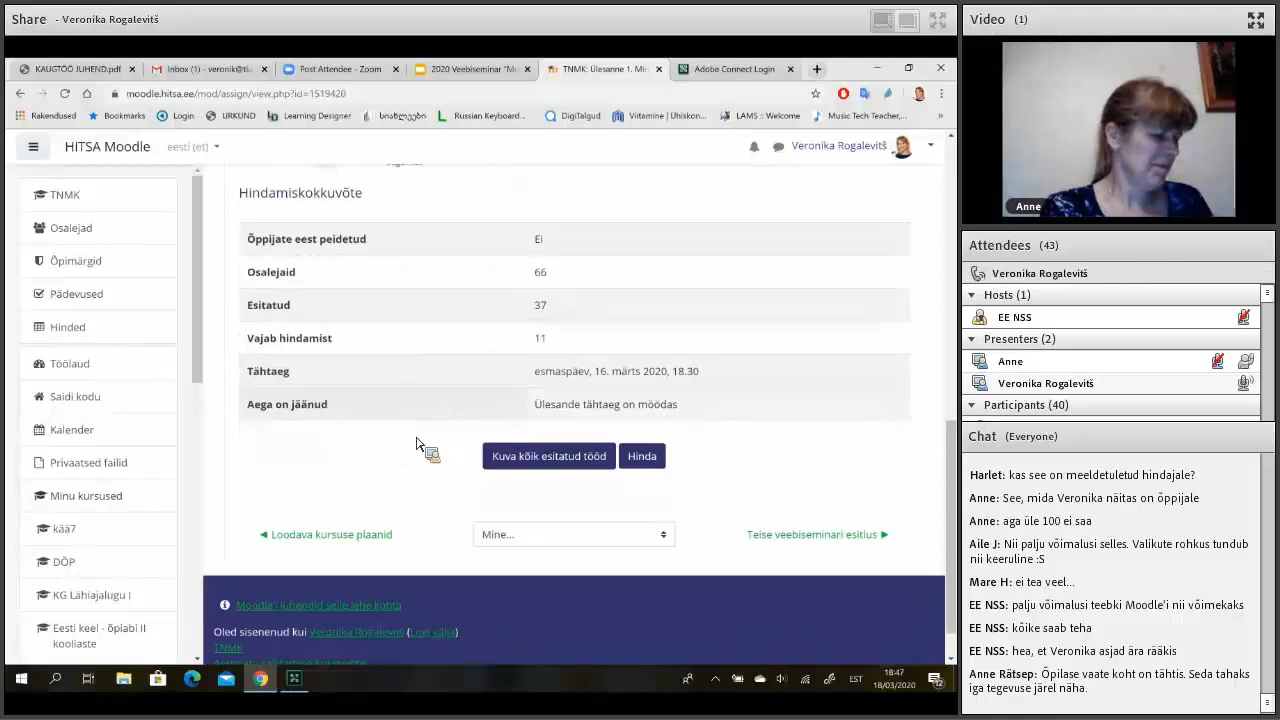 Share - Veronika Rogalevitš
KAUGTÖÖ JUHEND.pdf
Inbox (1) - veronik@tlu
Post Attendee - Zoom
2020 Veebiseminar "Mo
TNMK: Ülesanne 1. Min
Adobe Connect Login
moodle.hitsa.ee/mod/assign/view.php?id=1519420
Rakendused
Bookmarks
Login
URKUND
Learning Designer
სიახლეები
Russian Keyboard...
DigiTalgud
Viitamine | Ühiskon...
LAMS :: Welcome
Music Tech Teacher,...
HITSA Moodle
eesti (et)
Veronika Rogalevitš
TNMK
Osalejad
Õpimärgid
Pädevused
Hinded
Töölaud
Saidi kodu
Kalender
Privaatsed failid
Minu kursused
kää7
DÖP
KG Lähiajalugu I
Eesti keel - õpiabi II
kooliaste
Hindamiskokkuvõte
Õppijate eest peidetud Ei
Osalejaid 66
Esitatud 37
Vajab hindamist 11
Tähtaeg esmaspäev, 16. märts 2020, 18.30
Aega on jäänud Ülesande tähtaeg on möödas
Kuva kõik esitatud tööd Hinda
◀ Loodava kursuse plaanid
Mine...
Teise veebiseminari esitlus ▶
Moodle'i juhendid selle lehe kohta
Oled sisenenud kui Veronika Rogalevitš (Logi välja)
TNMK
EST
18:47
18/03/2020
12
Video (1)
Anne
Attendees (43)
Veronika Rogalevitš
Hosts (1)
EE NSS
Presenters (2)
Anne
Veronika Rogalevitš
Participants (40)
Chat (Everyone)
Harlet: kas see on meeldetuletud hindajale?
Anne: See, mida Veronika näitas on õppijale
Anne: aga üle 100 ei saa
Aile J: Nii palju võimalusi selles. Valikute rohkus tundub
nii keeruline :S
Mare H: ei tea veel...
EE NSS: palju võimalusi teebki Moodle'i nii võimekaks
EE NSS: kõike saab teha
EE NSS: hea, et Veronika asjad ära rääkis
Anne Rätsep: Õpilase vaate koht on tähtis. Seda tahaks
iga tegevuse järel näha.